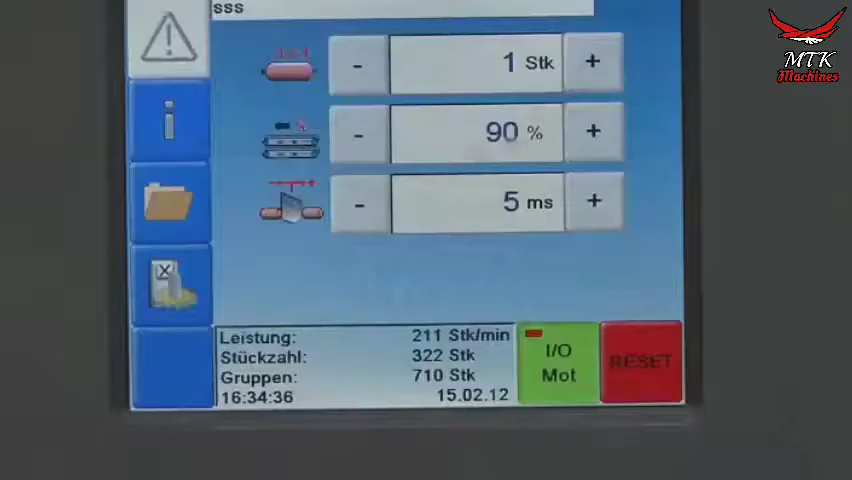 sss
MTK
Machines
- 1 Stk +
- 90 % +
- 5 ms +
Leistung: 211 Stk/min
Stückzahl: 322 Stk
Gruppen: 710 Stk
16:34:36 15.02.12
I/O
Mot
RESET